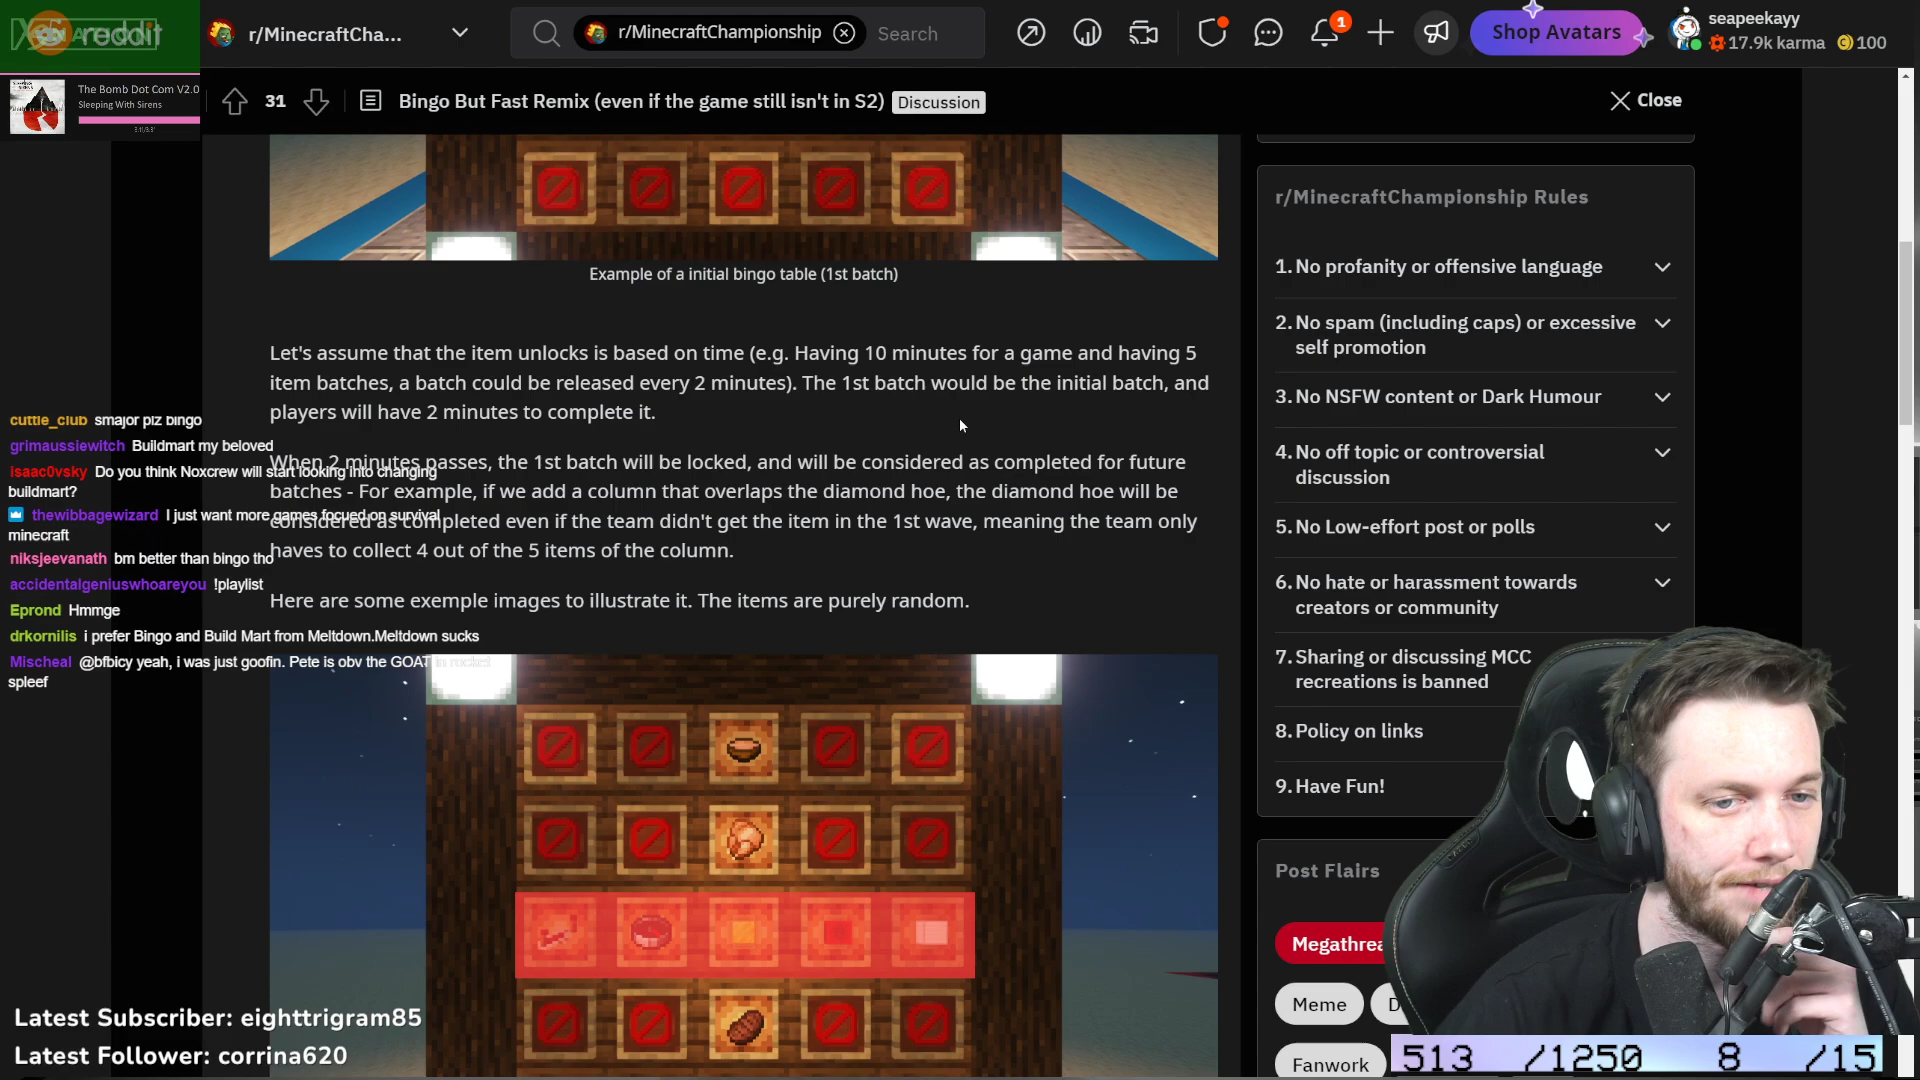 reddit
r/MinecraftCha...
r/MinecraftChampionship
Search
1
Shop Avatars
seapeekayy
17.9k karma
100
The Bomb Dot Com V2.0
Sleeping With Sirens
31
Bingo But Fast Remix (even if the game still isn't in S2)
Discussion
Close
Example of a initial bingo table (1st batch)
Let's assume that the item unlocks is based on time (e.g. Having 10 minutes for a game and having 5
item batches, a batch could be released every 2 minutes). The 1st batch would be the initial batch, and
players will have 2 minutes to complete it.
When 2 minutes passes, the 1st batch will be locked, and will be considered as completed for future
batches - For example, if we add a column that overlaps the diamond hoe, the diamond hoe will be
considered as completed even if the team didn't get the item in the 1st wave, meaning the team only
haves to collect 4 out of the 5 items of the column.
Here are some exemple images to illustrate it. The items are purely random.
cuttie_club smajor plz bingo
grimaussiewitch Buildmart my beloved
isaac0vsky Do you think Noxcrew will start looking into changing
buildmart?
thewibbagewizard I just want more games focued on survival
minecraft
niksjeevanath bm better than bingo tho
accidentalgeniuswhoareyou !playlist
Eprond Hmmge
drkornilis i prefer Bingo and Build Mart from Meltdown.Meltdown sucks
Mischeal @bfbicy yeah, i was just goofin. Pete is obv the GOAT in rocket
spleef
r/MinecraftChampionship Rules
1. No profanity or offensive language
2. No spam (including caps) or excessive
self promotion
3. No NSFW content or Dark Humour
4. No off topic or controversial
discussion
5. No Low-effort post or polls
6. No hate or harassment towards
creators or community
7. Sharing or discussing MCC
recreations is banned
8. Policy on links
9. Have Fun!
Post Flairs
Megathrea
Meme
D
Fanwork
Latest Subscriber: eighttrigram85
Latest Follower: corrina620
513 /1250 8 /15